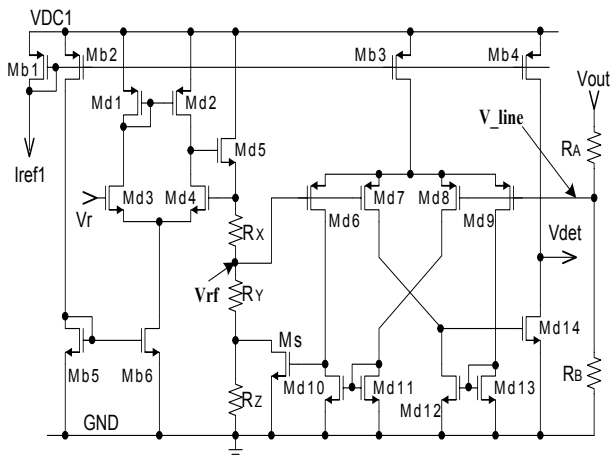 VDC1
Mb1
Mb2
Mb3
Mb4
Vout
Md1
Md2
V_line
RA
Iref1
Md5
Md3
Md4
Vr
Md6
Md7
Md8
Md9
RX
Vdet
Vrf
RY
Ms
Md14
Mb5
Mb6
RZ
Md10
Md11
Md12
Md13
RB
GND